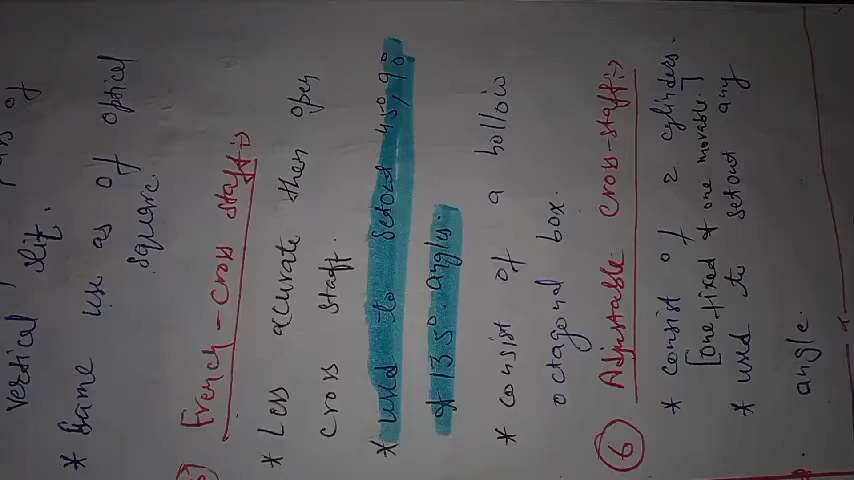 vertical slit.
* Same use as of optical
square.
5) French-cross staff:-
* Less accurate then open
cross staff.
* used to setout 45°, 90°
& 135° angles.
* consist of a hollow
octagonal box.
6 Adjustable cross-staff:-
* consist of 2 cylinders.
[one fixed & one movable.]
* used to setout any
angle.